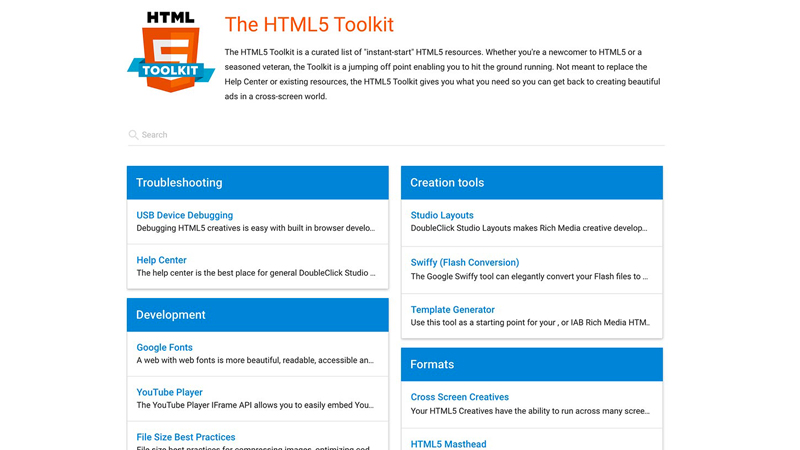 HTML
TOOLKIT
The HTML5 Toolkit
The HTML5 Toolkit is a curated list of "instant-start" HTML5 resources. Whether you're a newcomer to HTML5 or a
seasoned veteran, the Toolkit is a jumping off point enabling you to hit the ground running. Not meant to replace the
Help Center or existing resources, the HTML5 Toolkit gives you what you need so you can get back to creating beautiful
ads in a cross-screen world.
Search
Troubleshooting
USB Device Debugging
Debugging HTML5 creatives is easy with built in browser develo...
Help Center
The help center is the best place for general DoubleClick Studio ...
Development
Google Fonts
A web with web fonts is more beautiful, readable, accessible an...
YouTube Player
The YouTube Player IFrame API allows you to easily embed You...
File Size Best Practices
File size best practices for compressing images, optimizing cod...
Creation tools
Studio Layouts
DoubleClick Studio Layouts makes Rich Media creative develop...
Swiffy (Flash Conversion)
The Google Swiffy tool can elegantly convert your Flash files to ...
Template Generator
Use this tool as a starting point for your , or IAB Rich Media HTM...
Formats
Cross Screen Creatives
Your HTML5 Creatives have the ability to run across many scree...
HTML5 Masthead